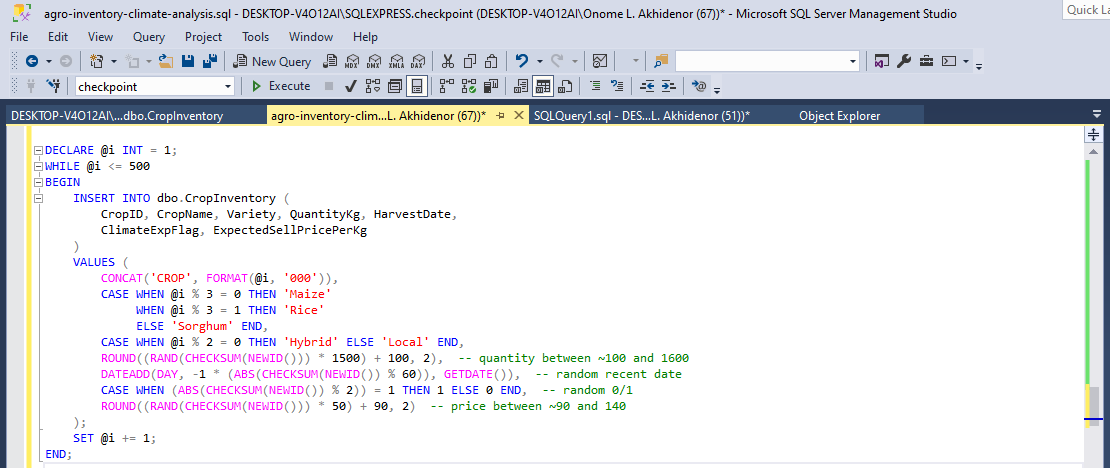 agro-inventory-climate-analysis.sql - DESKTOP-V4O12AI\SQLEXPRESS.checkpoint (DESKTOP-V4O12AI\Onome L. Akhidenor (67))* - Microsoft SQL Server Management Studio
Quick La
File Edit View Query Project Tools Window Help
New Query MDX DMX XMLA DAX
checkpoint Execute
DESKTOP-V4O12AI\...dbo.CropInventory agro-inventory-clim...L. Akhidenor (67))* SQLQuery1.sql - DES...L. Akhidenor (51))* Object Explorer
DECLARE @i INT = 1;
WHILE @i <= 500
BEGIN
INSERT INTO dbo.CropInventory (
CropID, CropName, Variety, QuantityKg, HarvestDate,
ClimateExpFlag, ExpectedSellPricePerKg
)
VALUES (
CONCAT('CROP', FORMAT(@i, '000')),
CASE WHEN @i % 3 = 0 THEN 'Maize'
WHEN @i % 3 = 1 THEN 'Rice'
ELSE 'Sorghum' END,
CASE WHEN @i % 2 = 0 THEN 'Hybrid' ELSE 'Local' END,
ROUND((RAND(CHECKSUM(NEWID())) * 1500) + 100, 2),  -- quantity between ~100 and 1600
DATEADD(DAY, -1 * (ABS(CHECKSUM(NEWID()) % 60)), GETDATE()),  -- random recent date
CASE WHEN (ABS(CHECKSUM(NEWID()) % 2)) = 1 THEN 1 ELSE 0 END,  -- random 0/1
ROUND((RAND(CHECKSUM(NEWID())) * 50) + 90, 2)  -- price between ~90 and 140
);
SET @i += 1;
END;